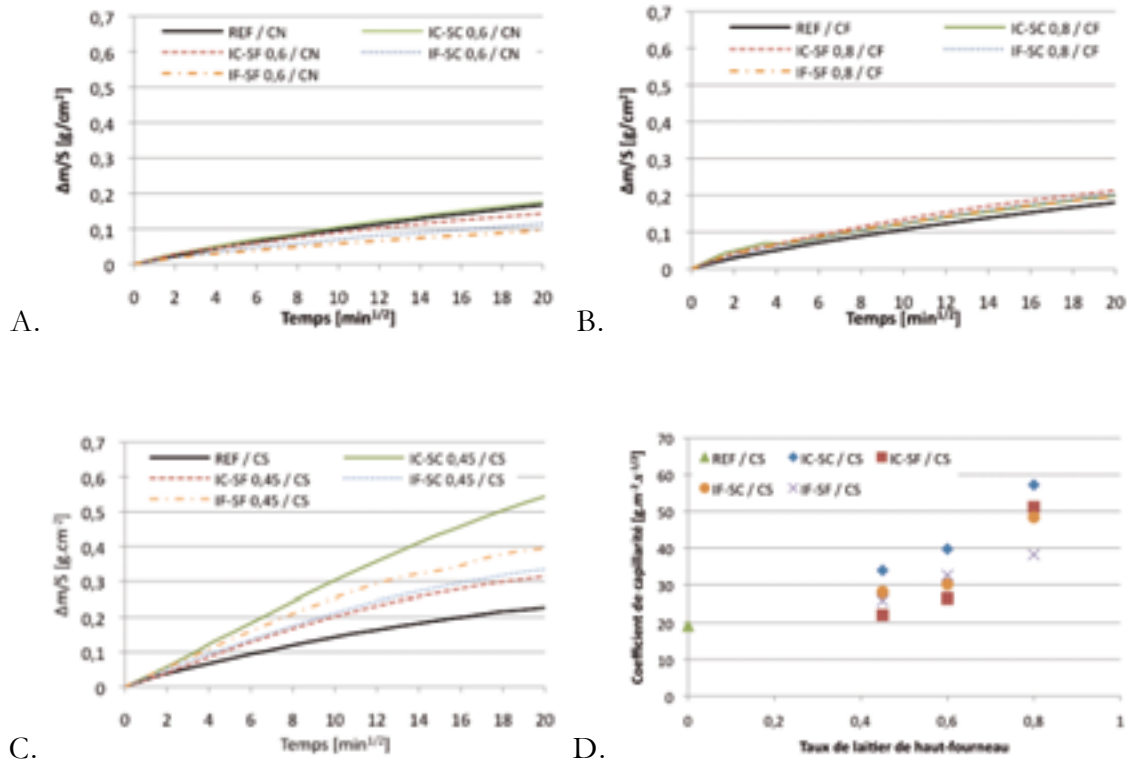 0,7
REF / CN
IC-SC 0,6 / CN
0,6
IC-SF 0,6 / CN
IF-SC 0,6 / CN
0,5
IF-SF 0,6 / CN
0,4
0,3
0,2
0,1
0
Δm/S [g/cm²]
0 2 4 6 8 10 12 14 16 18 20
Temps [min1/2]
A.
0,7
REF / CF
IC-SC 0,8 / CF
0,6
IC-SF 0,8 / CF
IF-SC 0,8 / CF
0,5
IF-SF 0,8 / CF
0,4
0,3
0,2
0,1
0
Δm/S [g/cm²]
0 2 4 6 8 10 12 14 16 18 20
Temps [min1/2]
B.
0,7
REF / CS
IC-SC 0,45 / CS
0,6
IC-SF 0,45 / CS
IF-SC 0,45 / CS
0,5
IF-SF 0,45 / CS
0,4
0,3
0,2
0,1
0
Δm/S [g.cm-2]
0 2 4 6 8 10 12 14 16 18 20
Temps [min1/2]
C.
70
REF / CS IC-SC / CS IC-SF / CS
60
IF-SC / CS IF-SF / CS
50
40
30
20
10
0
Coefficient de capillarité [g.m-2.s-1/2]
0 0,2 0,4 0,6 0,8 1
Taux de laitier de haut-fourneau
D.